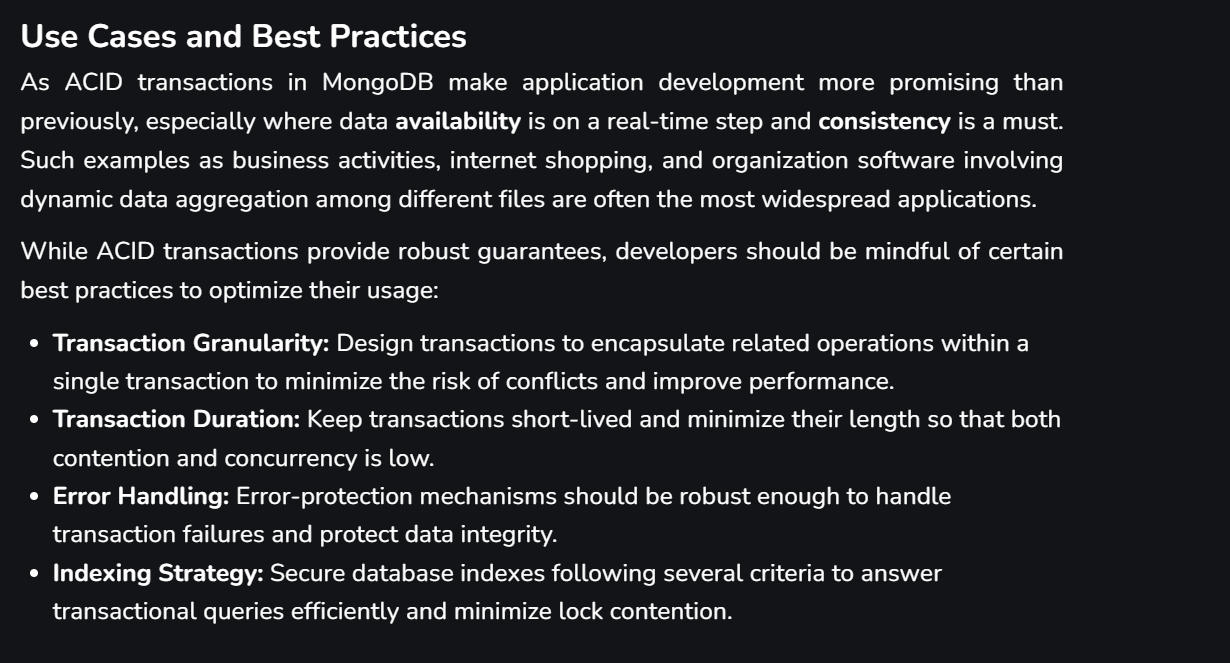 Use Cases and Best Practices
As ACID transactions in MongoDB make application development more promising than
previously, especially where data availability is on a real-time step and consistency is a must.
Such examples as business activities, internet shopping, and organization software involving
dynamic data aggregation among different files are often the most widespread applications.
While ACID transactions provide robust guarantees, developers should be mindful of certain
best practices to optimize their usage:
• Transaction Granularity: Design transactions to encapsulate related operations within a
single transaction to minimize the risk of conflicts and improve performance.
• Transaction Duration: Keep transactions short-lived and minimize their length so that both
contention and concurrency is low.
• Error Handling: Error-protection mechanisms should be robust enough to handle
transaction failures and protect data integrity.
• Indexing Strategy: Secure database indexes following several criteria to answer
transactional queries efficiently and minimize lock contention.